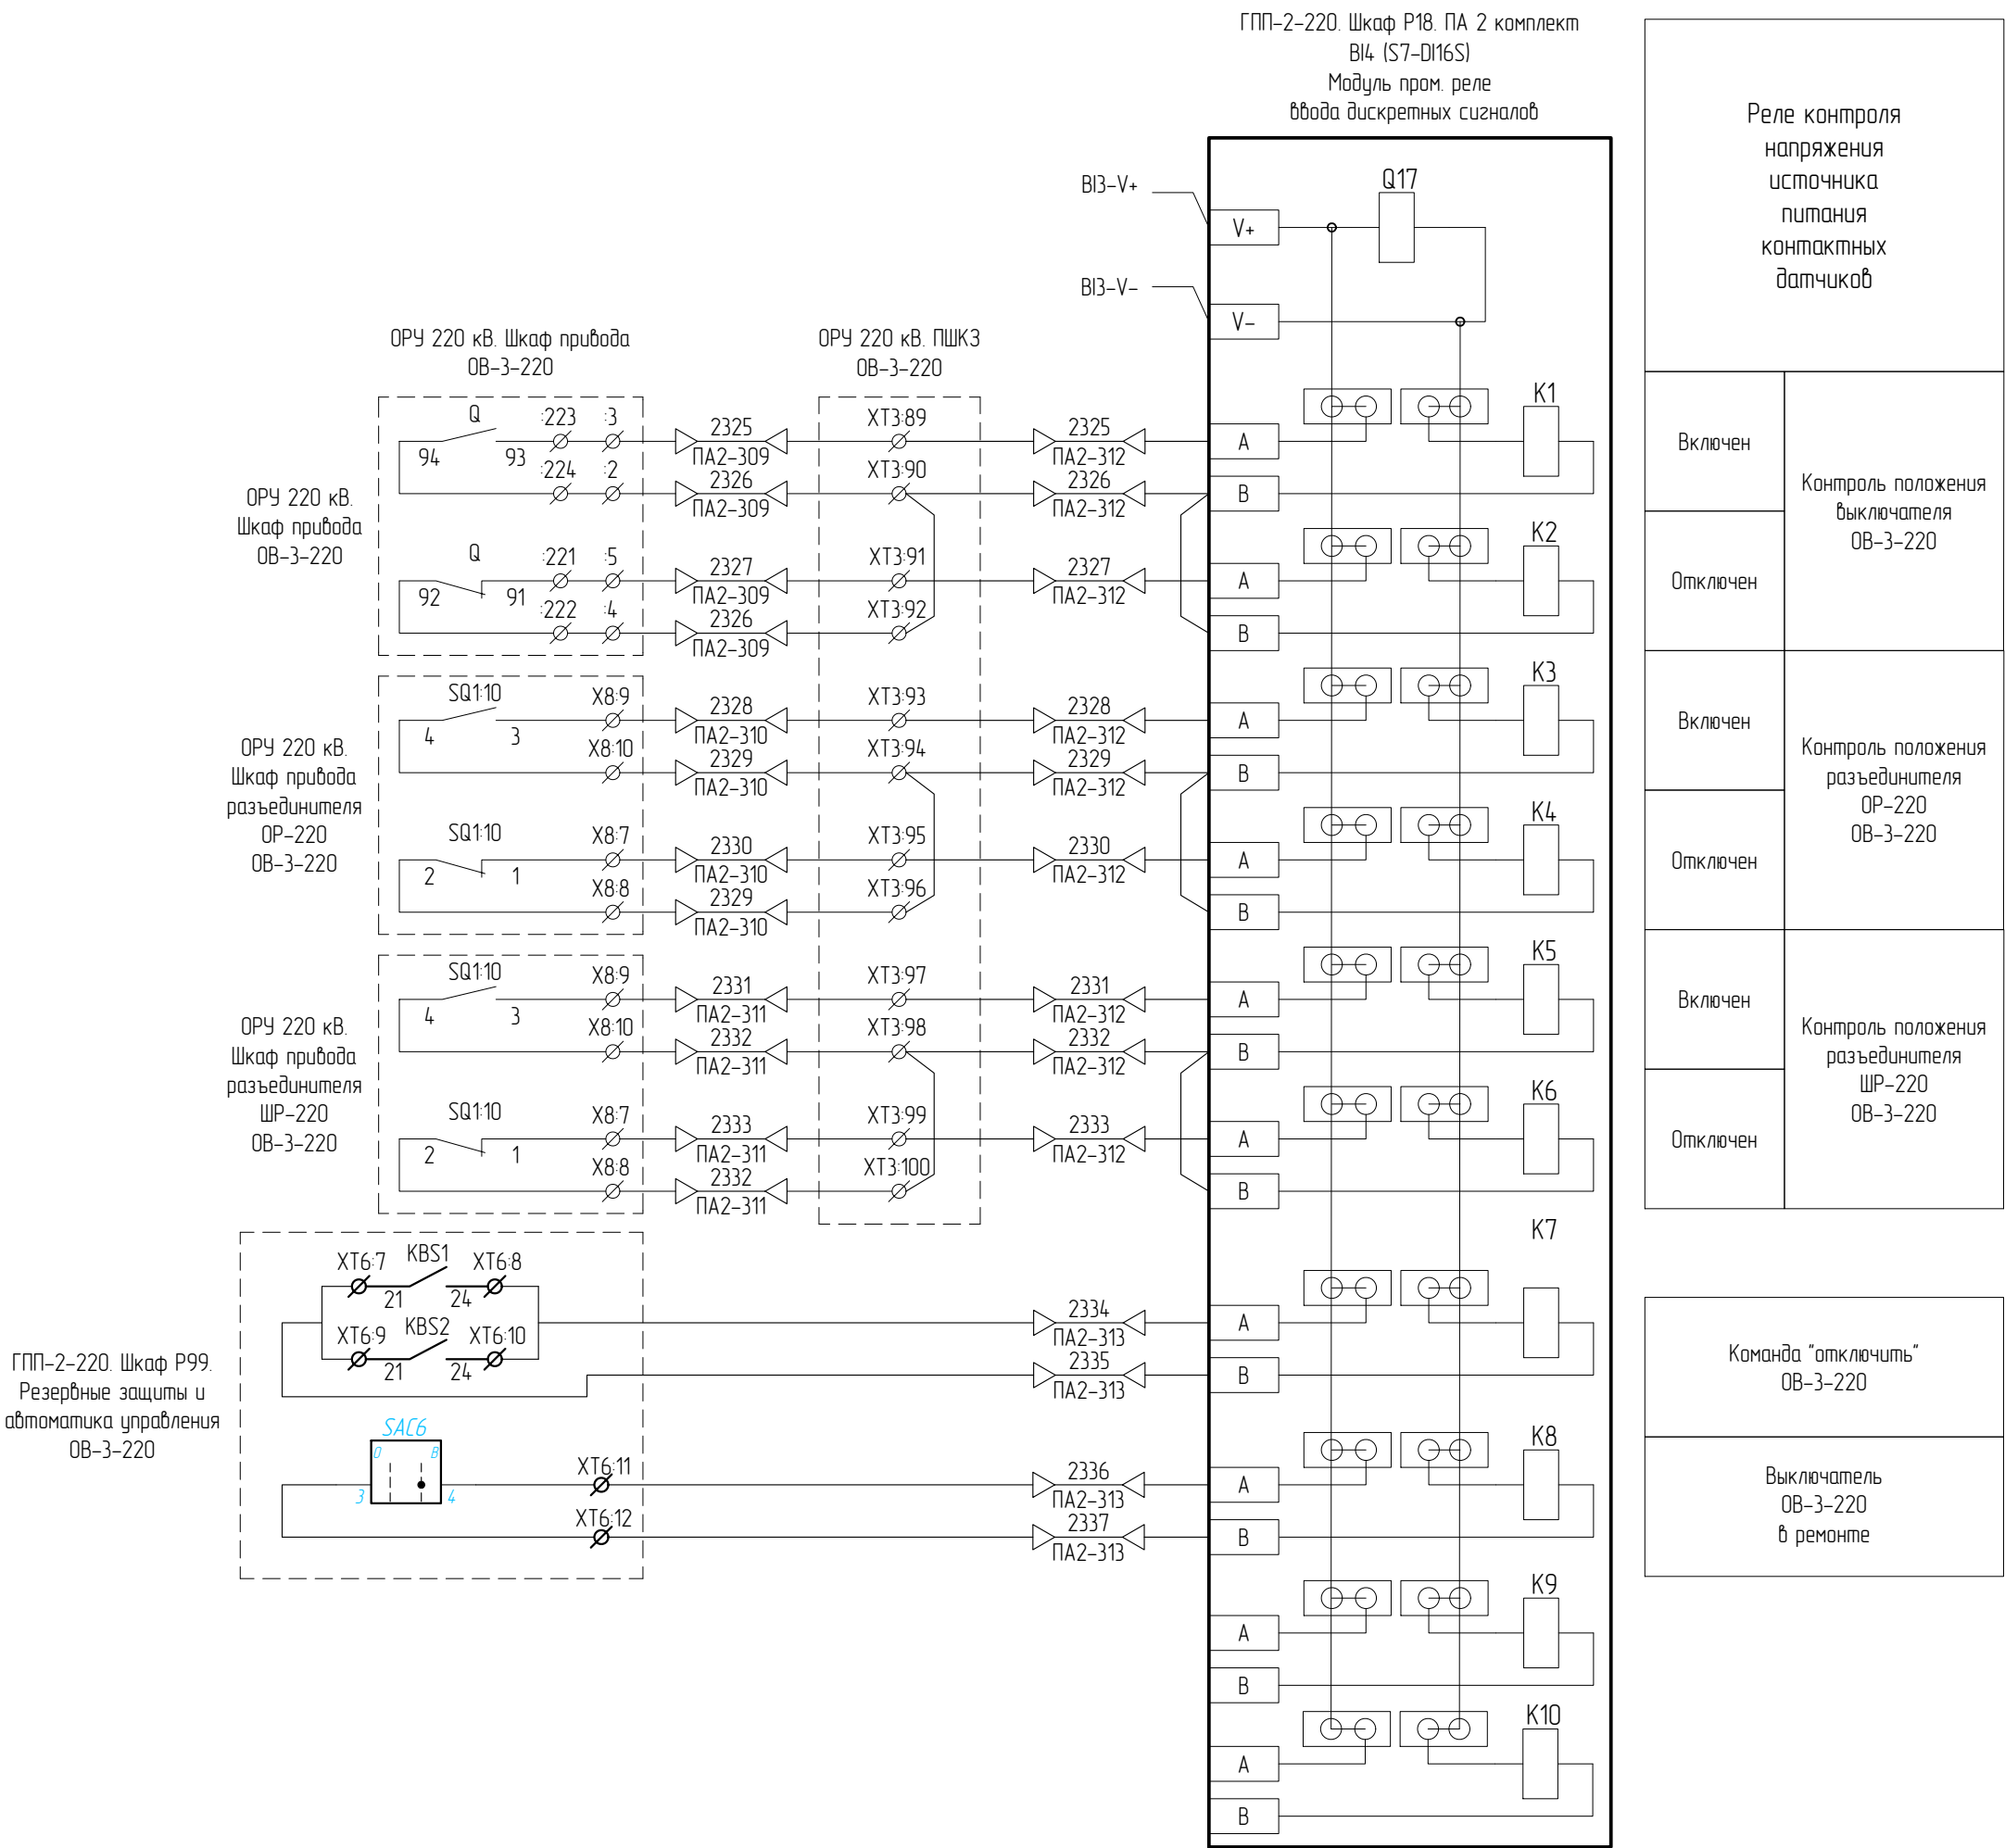 ГПП-2-220. Шкаф Р18. ПА 2 комплект
BI4 (S7-DI16S)
Модуль пром. реле
ввода дискретных сигналов
Реле контроля
напряжения
источника
питания
контактных
датчиков
BI3-V+
V+
Q17
BI3-V-
V-
ОРУ 220 кВ. Шкаф привода
ОВ-3-220
ОРУ 220 кВ. ПШКЗ
ОВ-3-220
ОРУ 220 кВ.
Шкаф привода
ОВ-3-220
Q :223 :3
94 93
2325
ПА2-309
XT3:89
2325
ПА2-312
A
K1
:224 :2
2326
ПА2-309
XT3:90
2326
ПА2-312
B
Включен
Контроль положения
выключателя
ОВ-3-220
Q :221 :5
92 91
2327
ПА2-309
XT3:91
2327
ПА2-312
A
K2
:222 :4
2326
ПА2-309
XT3:92
B
Отключен
ОРУ 220 кВ.
Шкаф привода
разъединителя
ОР-220
ОВ-3-220
SQ1:10 X8:9
4 3
2328
ПА2-310
XT3:93
2328
ПА2-312
A
K3
X8:10
2329
ПА2-310
XT3:94
2329
ПА2-312
B
Включен
Контроль положения
разъединителя
ОР-220
ОВ-3-220
SQ1:10 X8:7
2 1
2330
ПА2-310
XT3:95
2330
ПА2-312
A
K4
X8:8
2329
ПА2-310
XT3:96
B
Отключен
ОРУ 220 кВ.
Шкаф привода
разъединителя
ШР-220
ОВ-3-220
SQ1:10 X8:9
4 3
2331
ПА2-311
XT3:97
2331
ПА2-312
A
K5
X8:10
2332
ПА2-311
XT3:98
2332
ПА2-312
B
Включен
Контроль положения
разъединителя
ШР-220
ОВ-3-220
SQ1:10 X8:7
2 1
2333
ПА2-311
XT3:99
2333
ПА2-312
A
K6
X8:8
2332
ПА2-311
XT3:100
B
Отключен
ГПП-2-220. Шкаф Р99.
Резервные защиты и
автоматика управления
ОВ-3-220
XT6:7 KBS1 XT6:8
21 24
XT6:9 KBS2 XT6:10
21 24
2334
ПА2-313
A
K7
2335
ПА2-313
B
Команда "отключить"
ОВ-3-220
SAC6
0 В
3 4
XT6:11
2336
ПА2-313
A
K8
XT6:12
2337
ПА2-313
B
Выключатель
ОВ-3-220
в ремонте
A
K9
B
A
K10
B